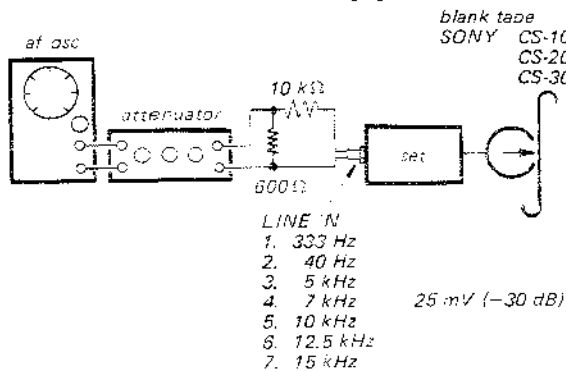 blank tape
SONY CS-10
CS-20
CS-30
af osc
attenuator
10 kΩ
600Ω
set
LINE IN
1. 333 Hz
2. 40 Hz
3. 5 kHz
4. 7 kHz
5. 10 kHz
6. 12.5 kHz
7. 15 kHz
25 mV (−30 dB)